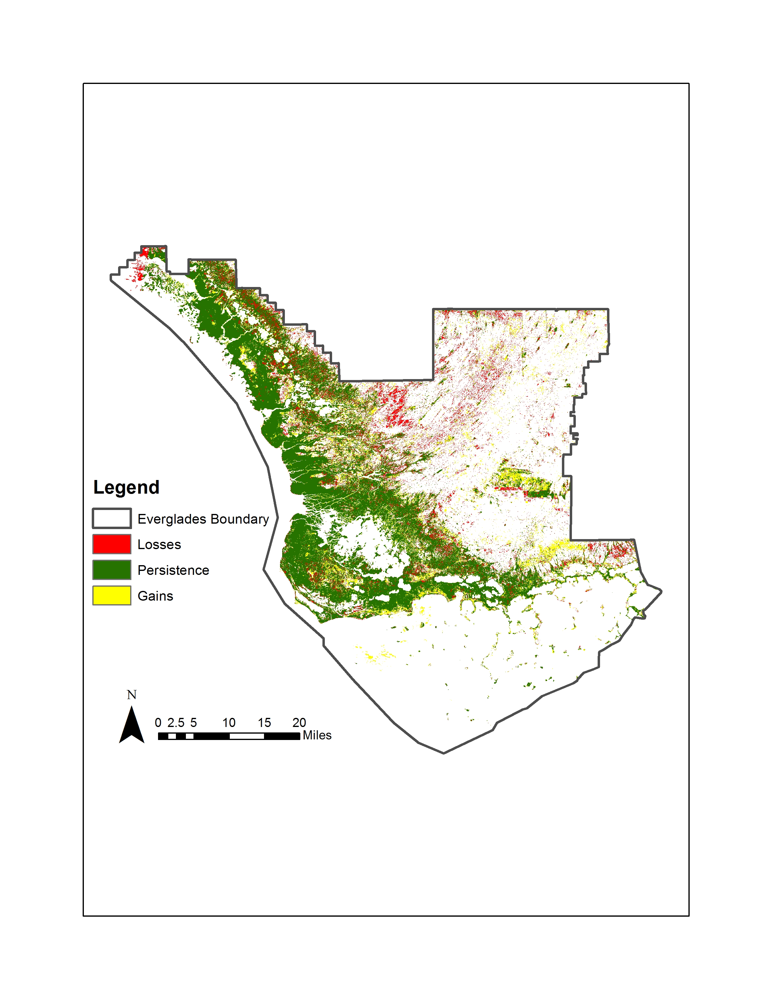 Legend
Everglades Boundary
Losses
Persistence
Gains
N
0 2.5 5 10 15 20
Miles